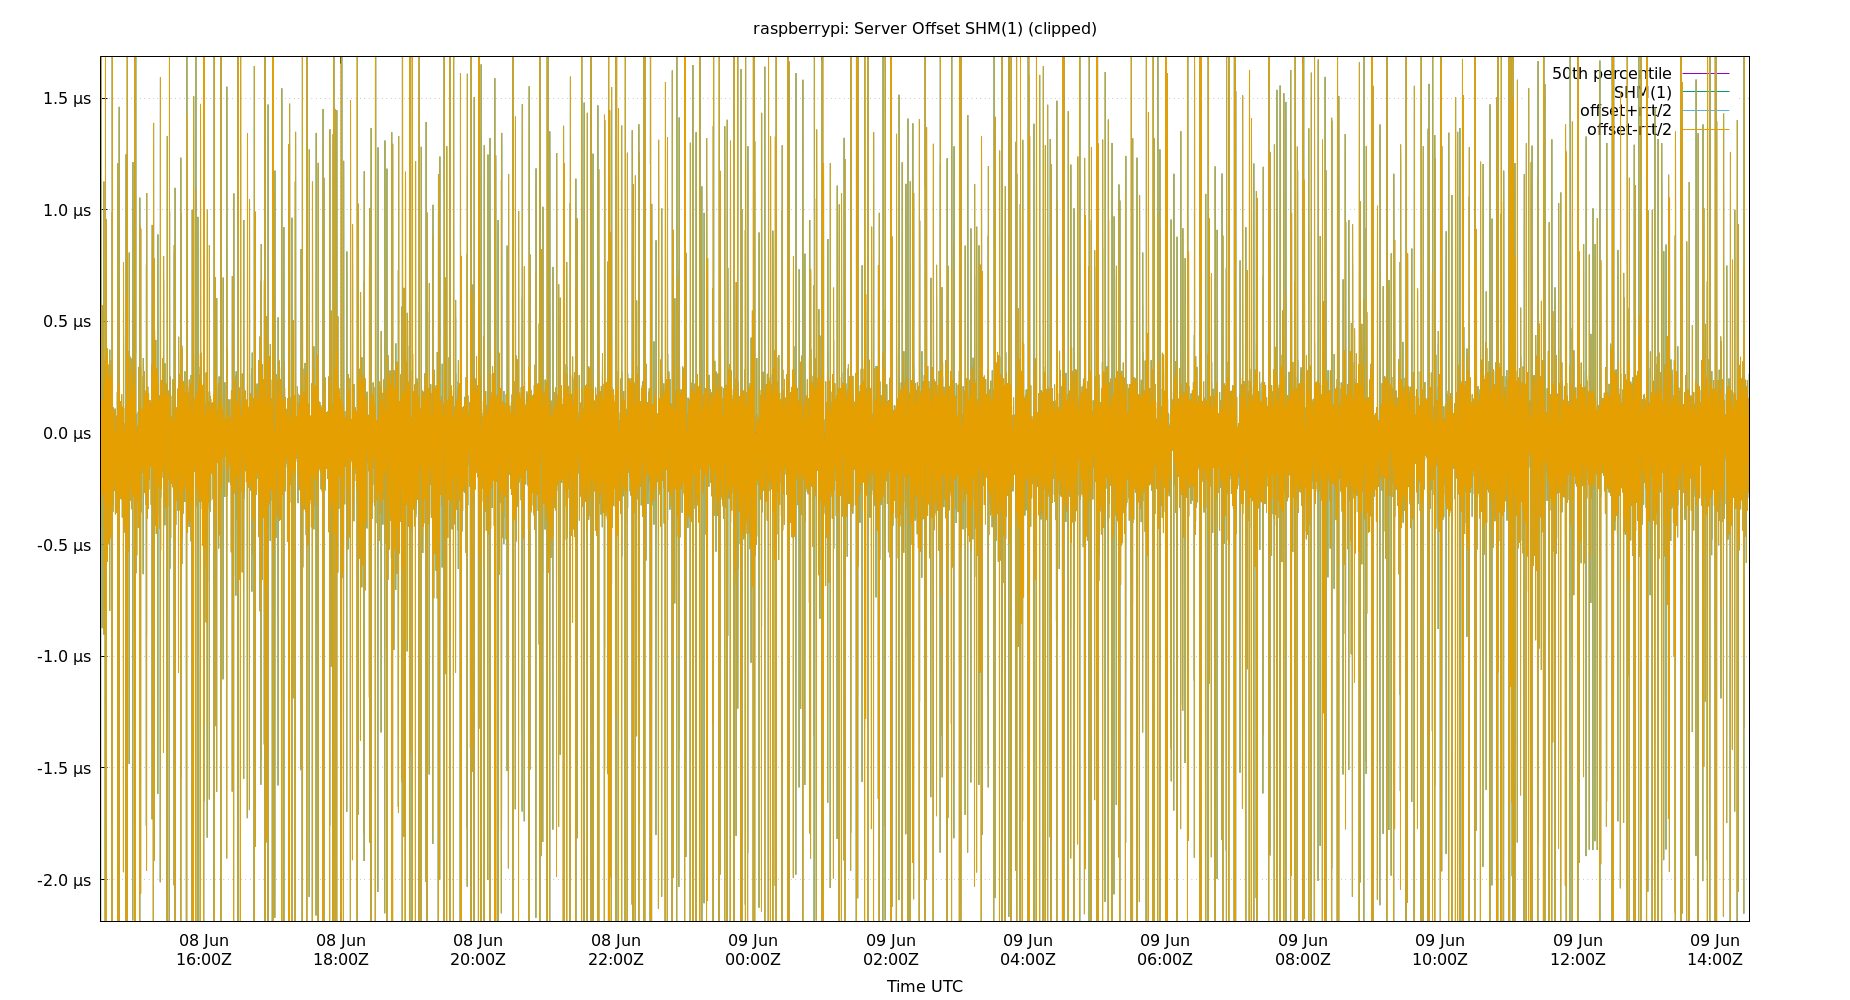 raspberrypi: Server Offset SHM(1) (clipped)
50th percentile
SHM(1)
offset+rtt/2
offset-rtt/2
1.5 µs
1.0 µs
0.5 µs
0.0 µs
-0.5 µs
-1.0 µs
-1.5 µs
-2.0 µs
08 Jun 08 Jun 08 Jun 08 Jun 09 Jun 09 Jun 09 Jun 09 Jun 09 Jun 09 Jun 09 Jun 09 Jun
16:00Z 18:00Z 20:00Z 22:00Z 00:00Z 02:00Z 04:00Z 06:00Z 08:00Z 10:00Z 12:00Z 14:00Z
Time UTC